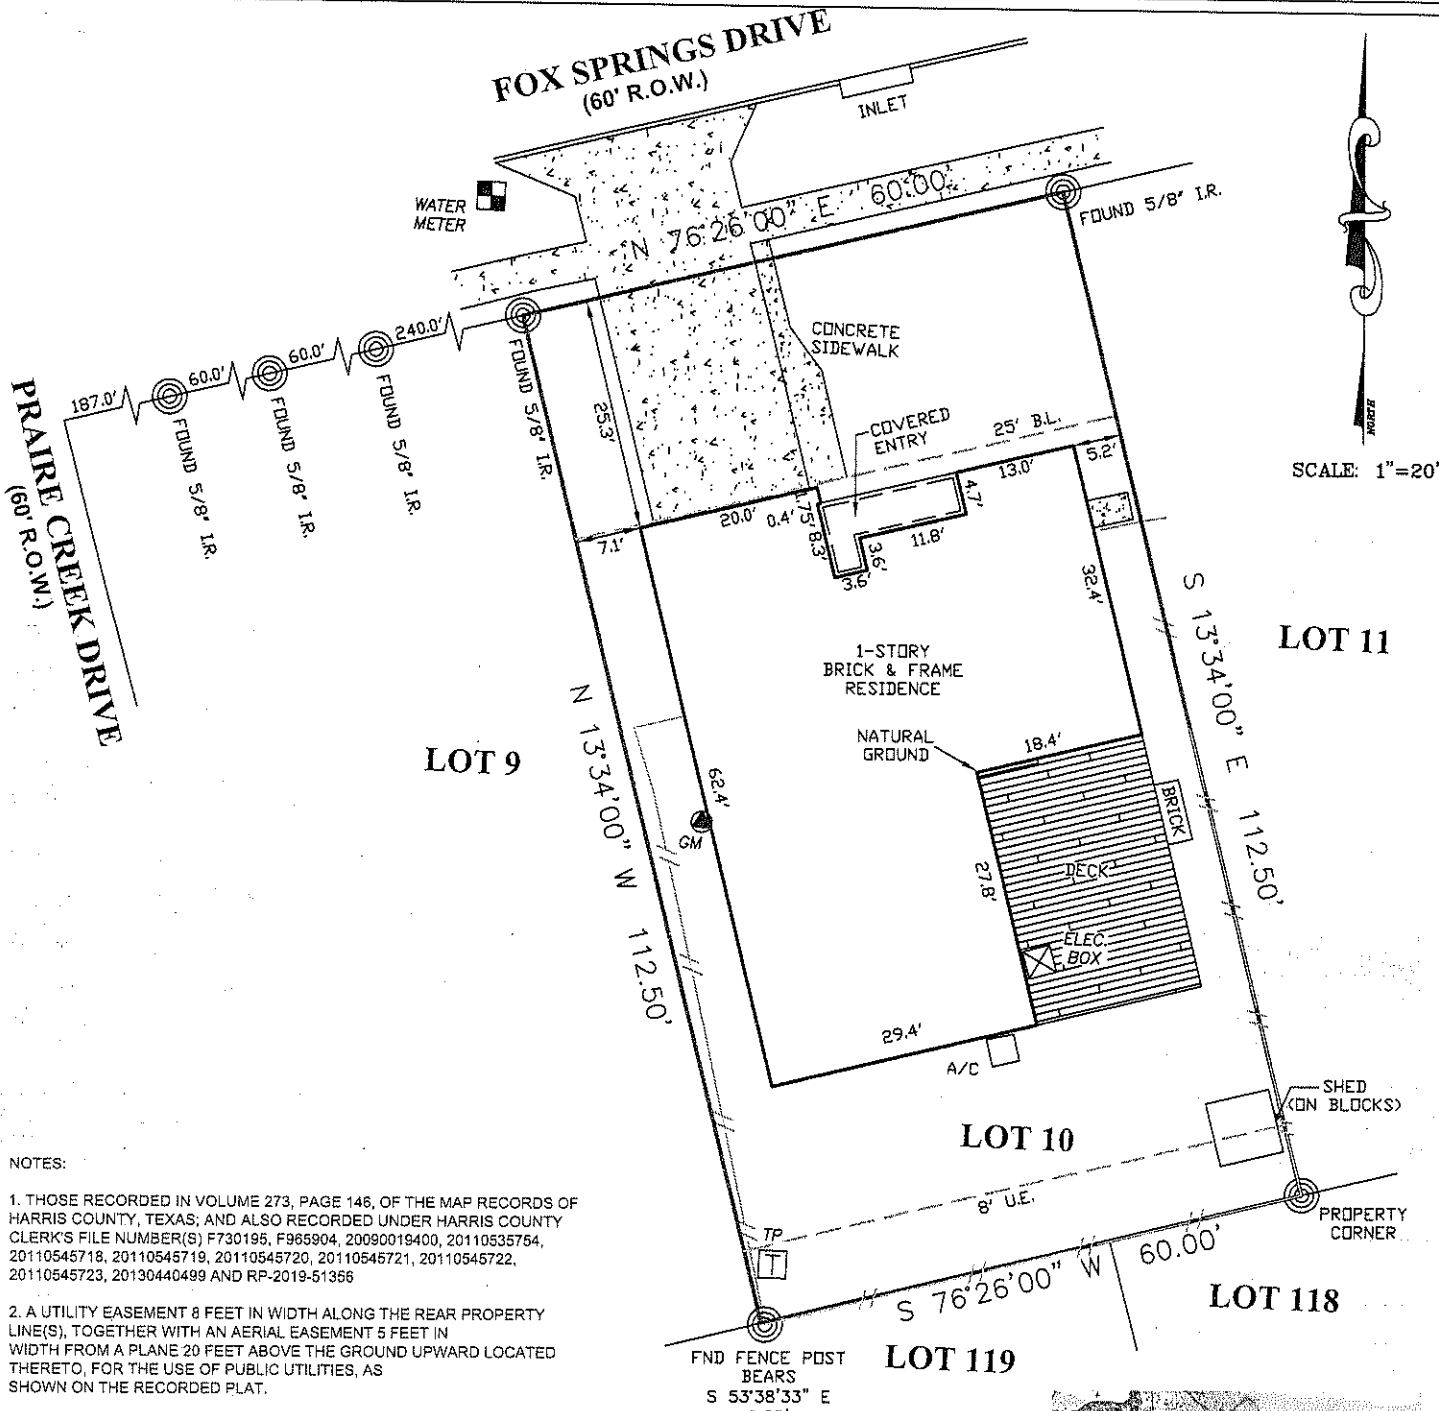 FOX SPRINGS DRIVE
(60' R.O.W.)
INLET
WATER
METER
N 76°26'00" E 60.00'
FOUND 5/8" I.R.
FOUND 5/8" I.R.
CONCRETE
SIDEWALK
NORTH
SCALE: 1"=20'
187.0'
60.0'
60.0'
240.0'
FOUND 5/8" I.R.
FOUND 5/8" I.R.
FOUND 5/8" I.R.
PRAIRE CREEK DRIVE
(60' R.O.W.)
25.3'
COVERED
ENTRY
25' B.L.
13.0'
5.2'
4.7'
7.1'
20.0'
0.4'
1.75'
8.3'
3.6'
3.6'
11.8'
32.4'
S 13°34'00" E 112.50'
LOT 11
1-STORY
BRICK & FRAME
RESIDENCE
N 13°34'00" W 112.50'
LOT 9
NATURAL
GROUND
18.4'
62.4'
GM
BRICK
DECK
27.8'
ELEC.
BOX
29.4'
A/C
SHED
(ON BLOCKS)
LOT 10
8' U.E.
TP
T
PROPERTY
CORNER
S 76°26'00" W 60.00'
LOT 118
LOT 119
FND FENCE POST
BEARS
S 53°38'33" E
NOTES:
1. THOSE RECORDED IN VOLUME 273, PAGE 146, OF THE MAP RECORDS OF
HARRIS COUNTY, TEXAS; AND ALSO RECORDED UNDER HARRIS COUNTY
CLERK'S FILE NUMBER(S) F730195, F965904, 20090019400, 20110535754,
20110545718, 20110545719, 20110545720, 20110545721, 20110545722,
20110545723, 20130440499 AND RP-2019-51356
2. A UTILITY EASEMENT 8 FEET IN WIDTH ALONG THE REAR PROPERTY
LINE(S), TOGETHER WITH AN AERIAL EASEMENT 5 FEET IN
WIDTH FROM A PLANE 20 FEET ABOVE THE GROUND UPWARD LOCATED
THERETO, FOR THE USE OF PUBLIC UTILITIES, AS
SHOWN ON THE RECORDED PLAT.